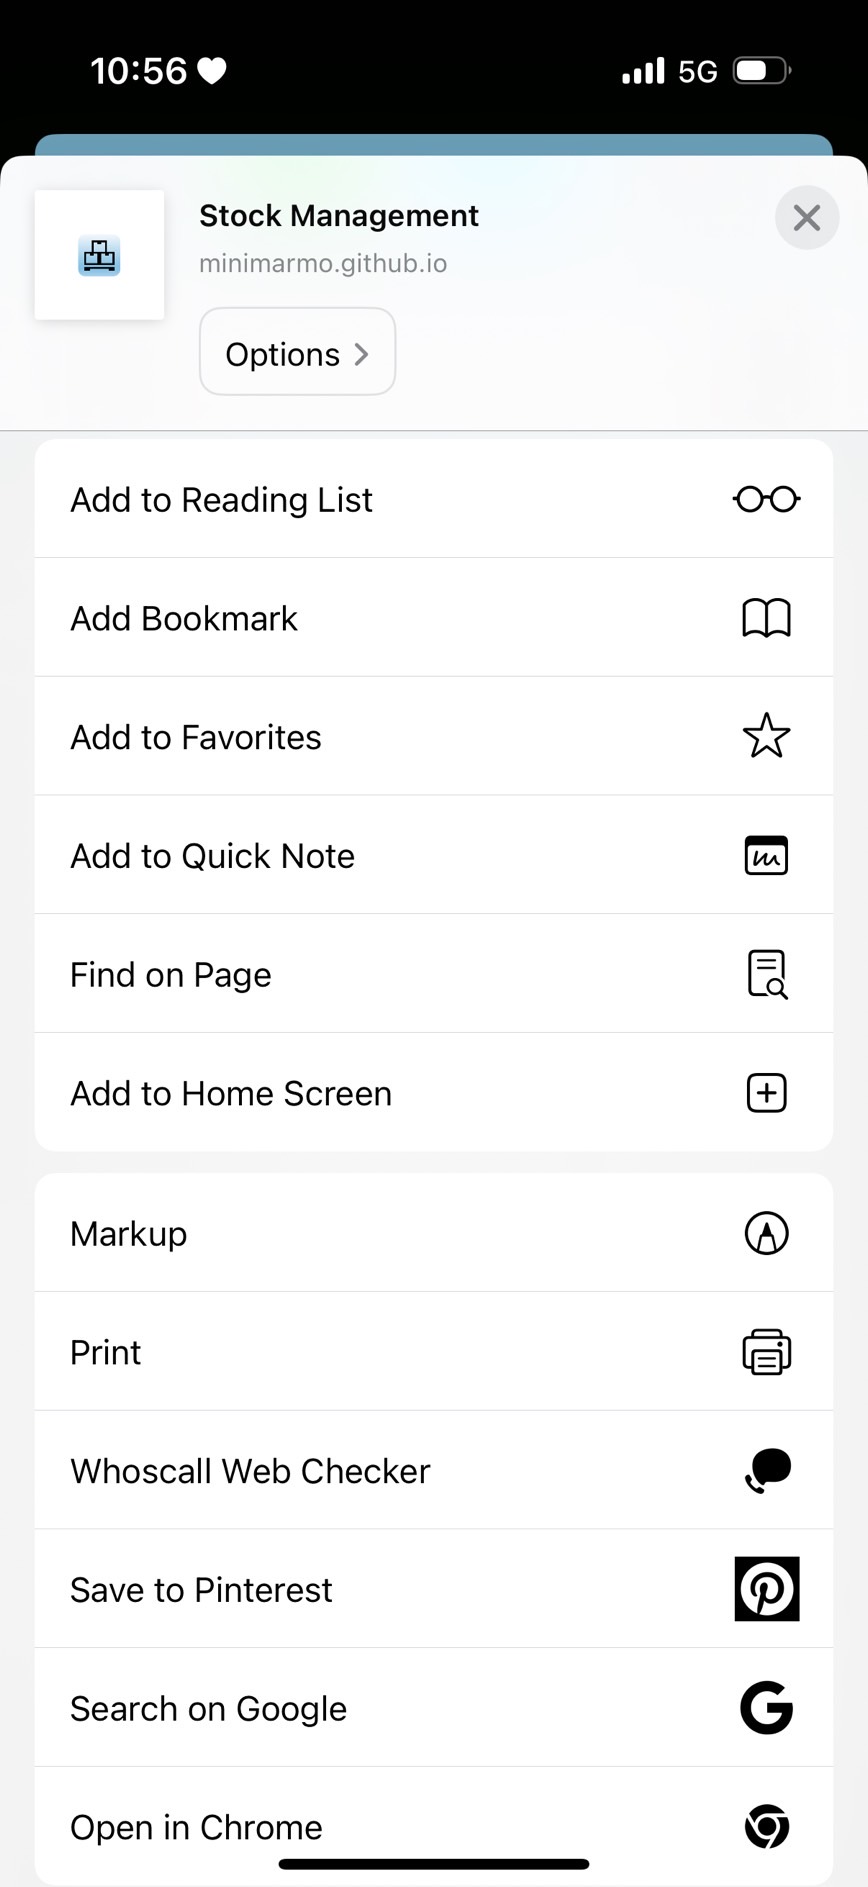 10:56
5G
Stock Management
minimarmo.github.io
Options
Add to Reading List
Add Bookmark
Add to Favorites
Add to Quick Note
Find on Page
Add to Home Screen
Markup
Print
Whoscall Web Checker
Save to Pinterest
Search on Google
Open in Chrome